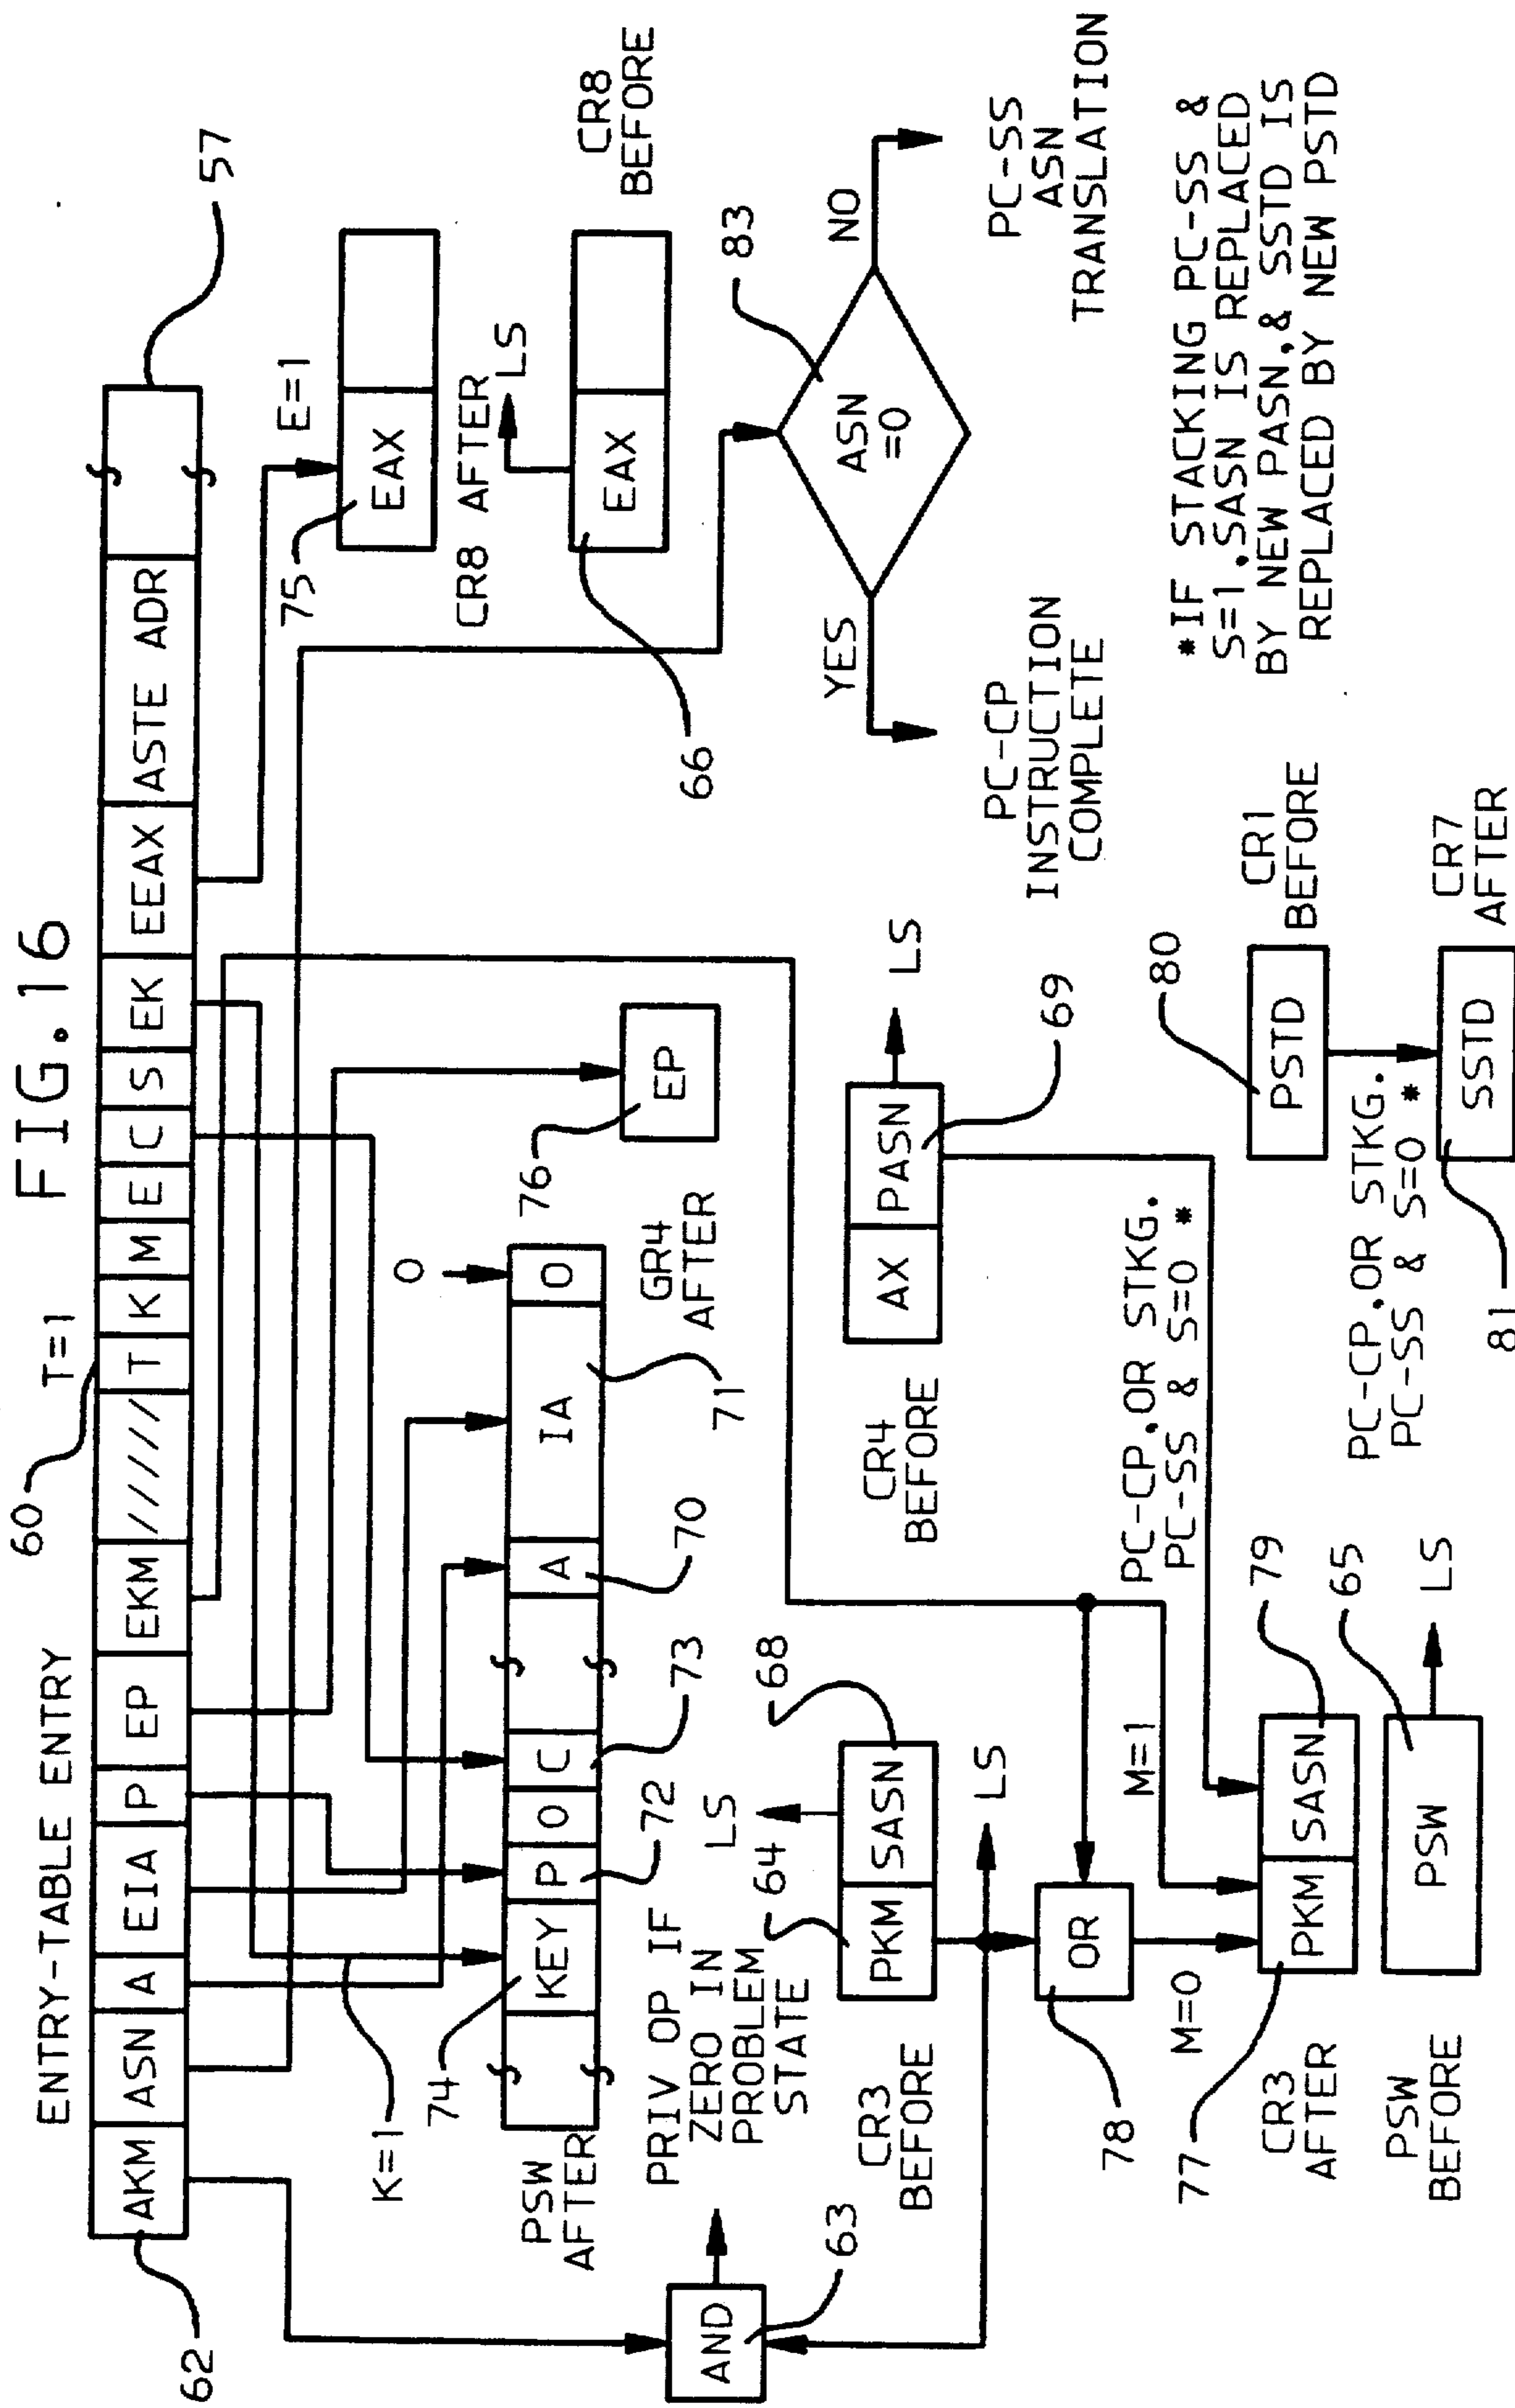 FIG.16
ENTRY-TABLE ENTRY
60
T=1
57
AKM ASN A EIA P EP EKM ///// T K M E C S EK EEAX ASTE ADR
62
K=1
74
PSW
AFTER
KEY P 0 C A IA 0
0
72
73
70
71
GR4
AFTER
76
EP
E=1
75
EAX
CR8 AFTER
LS
EAX
66
CR8
BEFORE
AND
63
PRIV OP IF
ZERO IN
PROBLEM
STATE
LS
64
68
PKM SASN
CR3
BEFORE
LS
CR4
BEFORE
AX PASN
LS
69
ASN
=0
83
YES
NO
PC-CP
INSTRUCTION
COMPLETE
PC-SS
ASN
TRANSLATION
OR
78
M=0
M=1
PC-CP,OR STKG.
PC-SS & S=0 *
77
PKM SASN
79
CR3
AFTER
PSW
BEFORE
PSW
65
LS
80
PSTD
CR1
BEFORE
PC-CP,OR STKG.
PC-SS & S=0 *
SSTD
81
CR7
AFTER
*IF STACKING PC-SS &
S=1,SASN IS REPLACED
BY NEW PASN,& SSTD IS
REPLACED BY NEW PSTD